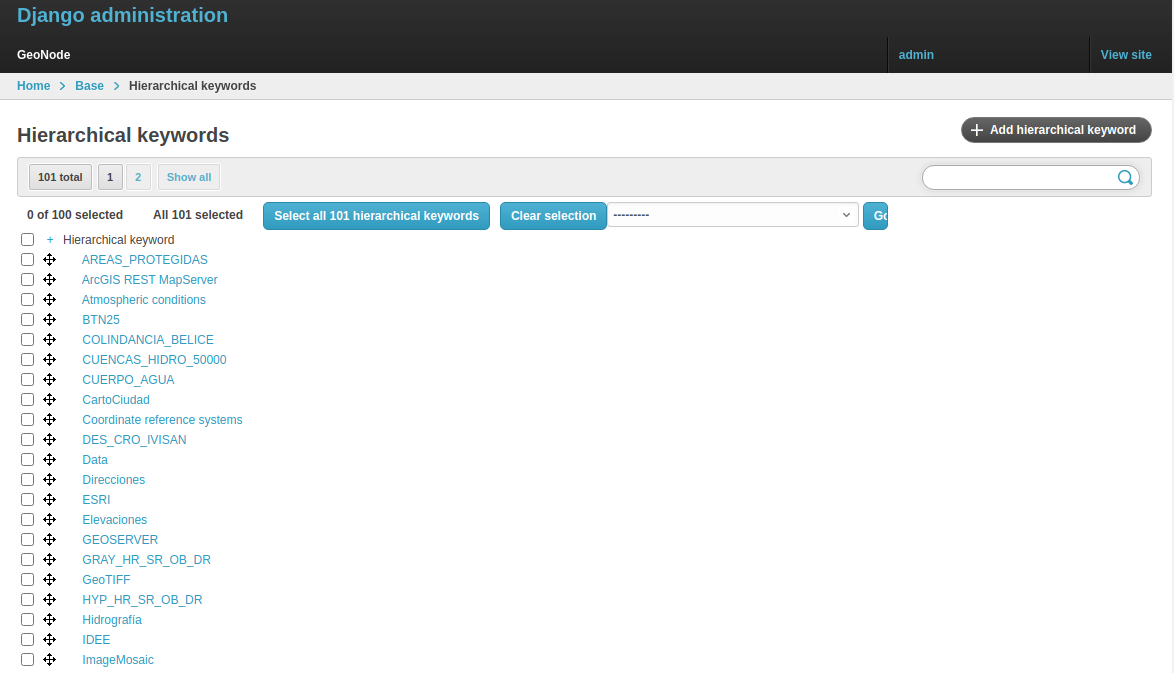 Django administration
GeoNode admin View site
Home > Base > Hierarchical keywords
Hierarchical keywords
+ Add hierarchical keyword
101 total 1 2 Show all
0 of 100 selected All 101 selected Select all 101 hierarchical keywords Clear selection --------- Go
+ Hierarchical keyword
AREAS_PROTEGIDAS
ArcGIS REST MapServer
Atmospheric conditions
BTN25
COLINDANCIA_BELICE
CUENCAS_HIDRO_50000
CUERPO_AGUA
CartoCiudad
Coordinate reference systems
DES_CRO_IVISAN
Data
Direcciones
ESRI
Elevaciones
GEOSERVER
GRAY_HR_SR_OB_DR
GeoTIFF
HYP_HR_SR_OB_DR
Hidrografía
IDEE
ImageMosaic